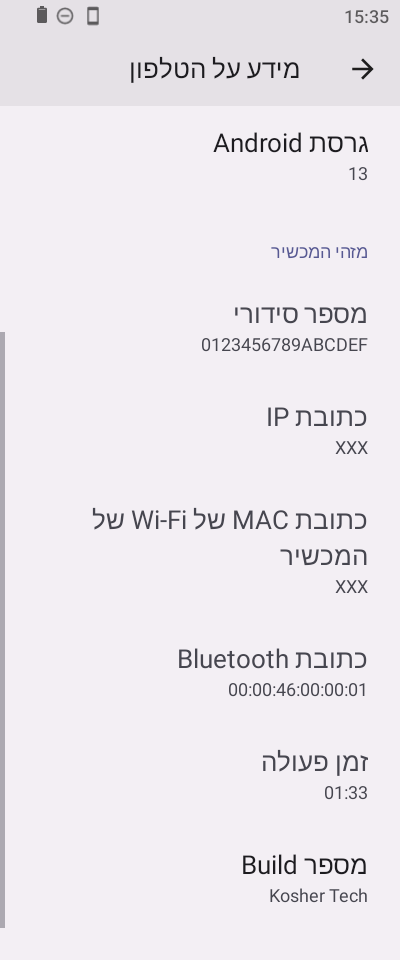 15:35
מידע על הטלפון
גרסת Android
13
מזהי המכשיר
מספר סידורי
0123456789ABCDEF
כתובת IP
XXX
כתובת MAC של Wi-Fi של
המכשיר
XXX
כתובת Bluetooth
00:00:46:00:00:01
זמן פעולה
01:33
מספר Build
Kosher Tech